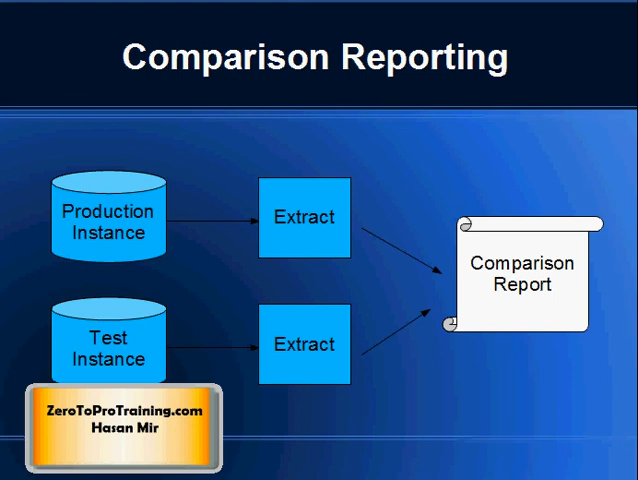 Comparison Reporting
Production
Instance
Extract
Comparison
Report
Test
Instance
Extract
ZeroToProTraining.com
Hasan Mir